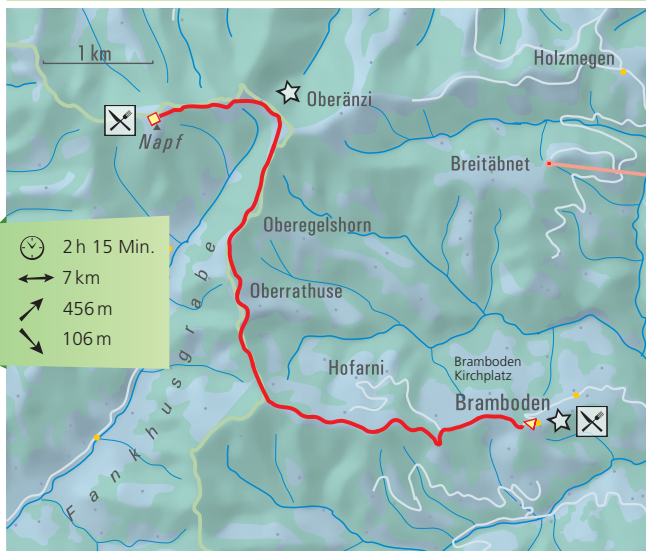 1 km
Holzmegen
Oberänzi
Napf
Breitäbnet
Oberegelshorn
2 h 15 Min.
7 km
456 m
106 m
Oberrathuse
Fankhusgrabe
Hofarni
Bramboden
Kirchplatz
Bramboden